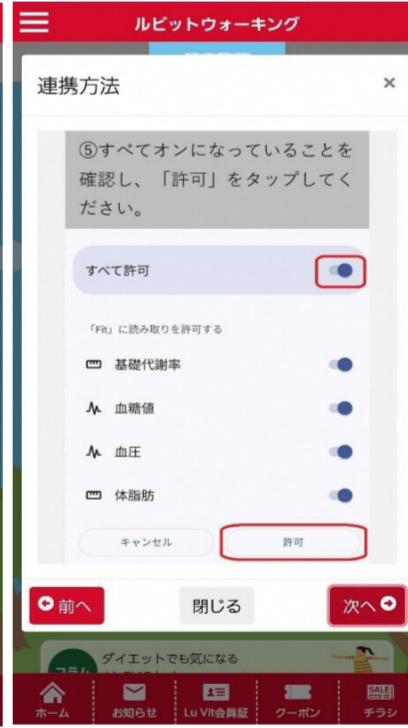 ルビットウォーキング
連携方法
×
⑤すべてオンになっていることを
確認し、「許可」をタップしてく
ださい。
すべて許可
「Fit」に読み取りを許可する
基礎代謝率
血糖値
血圧
体脂肪
キャンセル
許可
前へ
閉じる
次へ
コラム
ダイエットでも気になる
ホーム
お知らせ
Lu Vit会員証
クーポン
SALE
チラシ